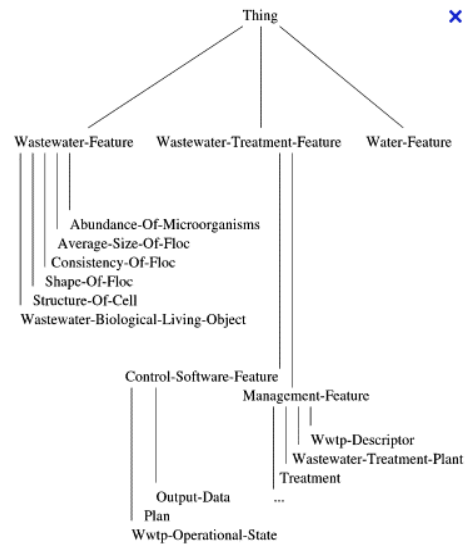 Thing
Wastewater-Feature Wastewater-Treatment-Feature Water-Feature
Abundance-Of-Microorganisms
Average-Size-Of-Floc
Consistency-Of-Floc
Shape-Of-Floc
Structure-Of-Cell
Wastewater-Biological-Living-Object
Control-Software-Feature
Management-Feature
Wwtp-Descriptor
Wastewater-Treatment-Plant
Treatment
Output-Data ...
Plan
Wwtp-Operational-State